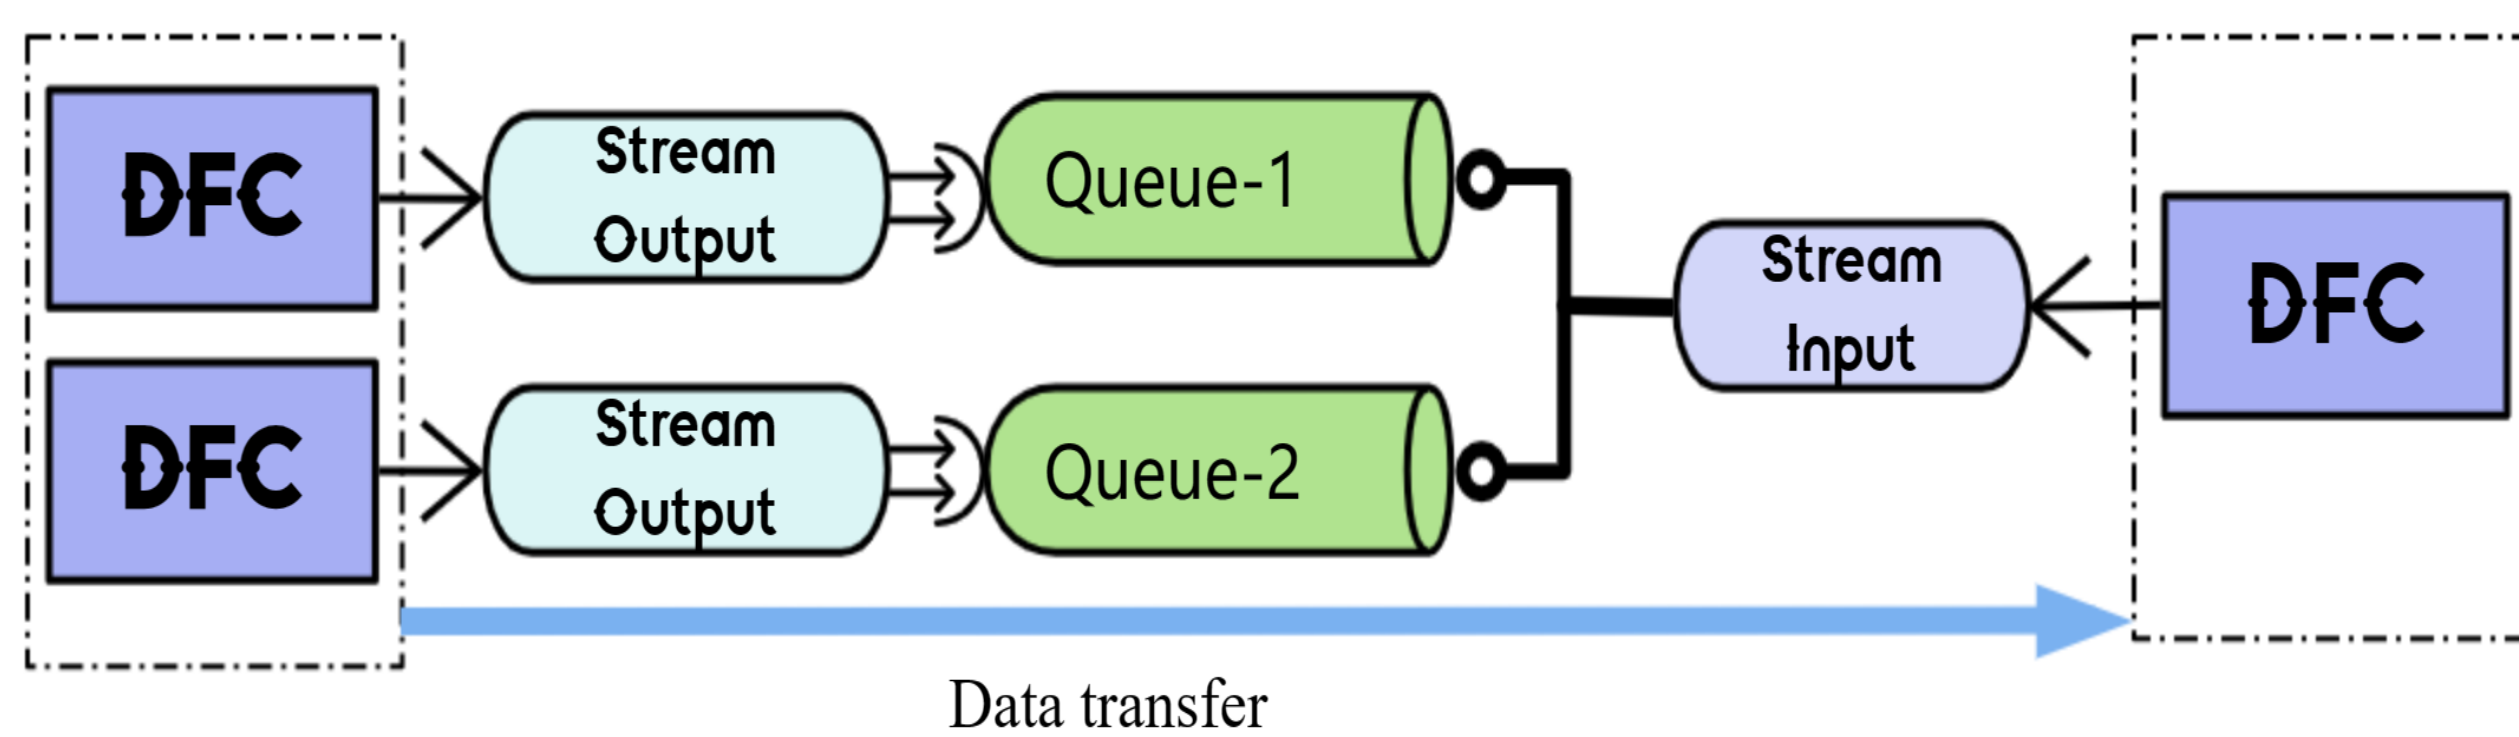 DFC
Stream
Output
Queue-1
DFC
Stream
Output
Queue-2
Stream
Input
DFC
Data transfer